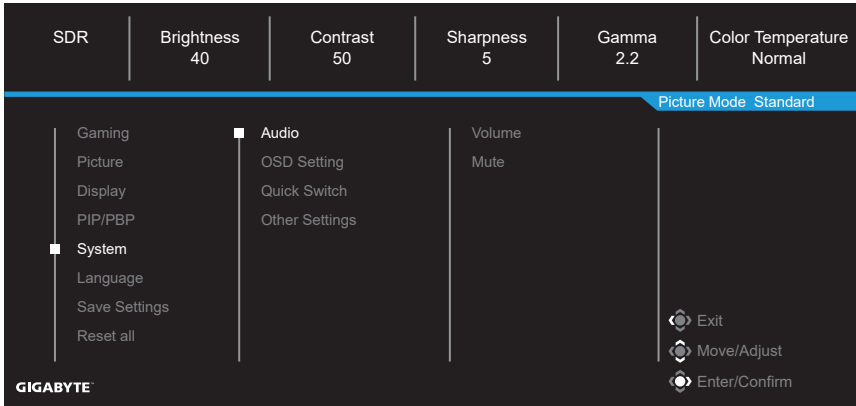 SDR Brightness Contrast Sharpness Gamma Color Temperature
40 50 5 2.2 Normal
Picture Mode Standard
Gaming Audio Volume
Picture OSD Setting Mute
Display Quick Switch
PIP/PBP Other Settings
System
Language
Save Settings
Reset all
Exit
Move/Adjust
Enter/Confirm
GIGABYTE™